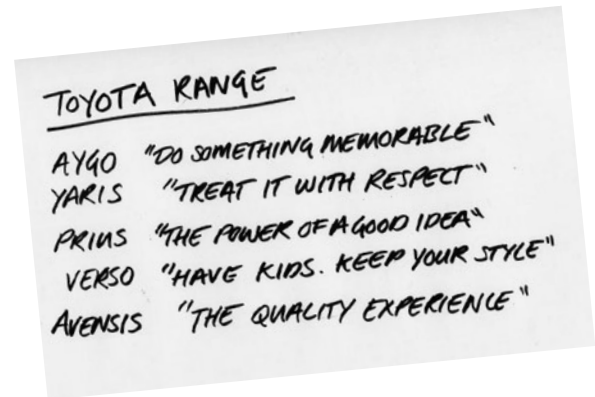 TOYOTA RANGE
AYGO "DO SOMETHING MEMORABLE"
YARIS "TREAT IT WITH RESPECT"
PRIUS "THE POWER OF A GOOD IDEA"
VERSO "HAVE KIDS. KEEP YOUR STYLE"
AVENSIS "THE QUALITY EXPERIENCE"